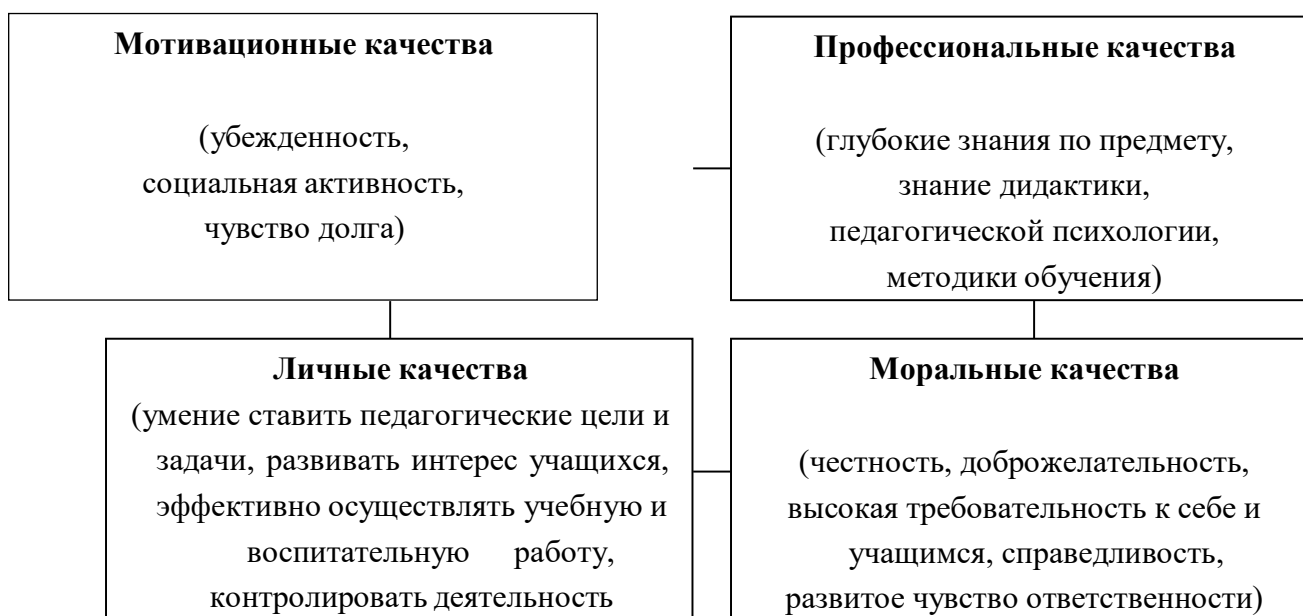 Мотивационные качества
(убежденность,
социальная активность,
чувство долга)
Профессиональные качества
(глубокие знания по предмету,
знание дидактики,
педагогической психологии,
методики обучения)
Личные качества
(умение ставить педагогические цели и
задачи, развивать интерес учащихся,
эффективно осуществлять учебную и
воспитательную работу,
контролировать деятельность
Моральные качества
(честность, доброжелательность,
высокая требовательность к себе и
учащимся, справедливость,
развитое чувство ответственности)